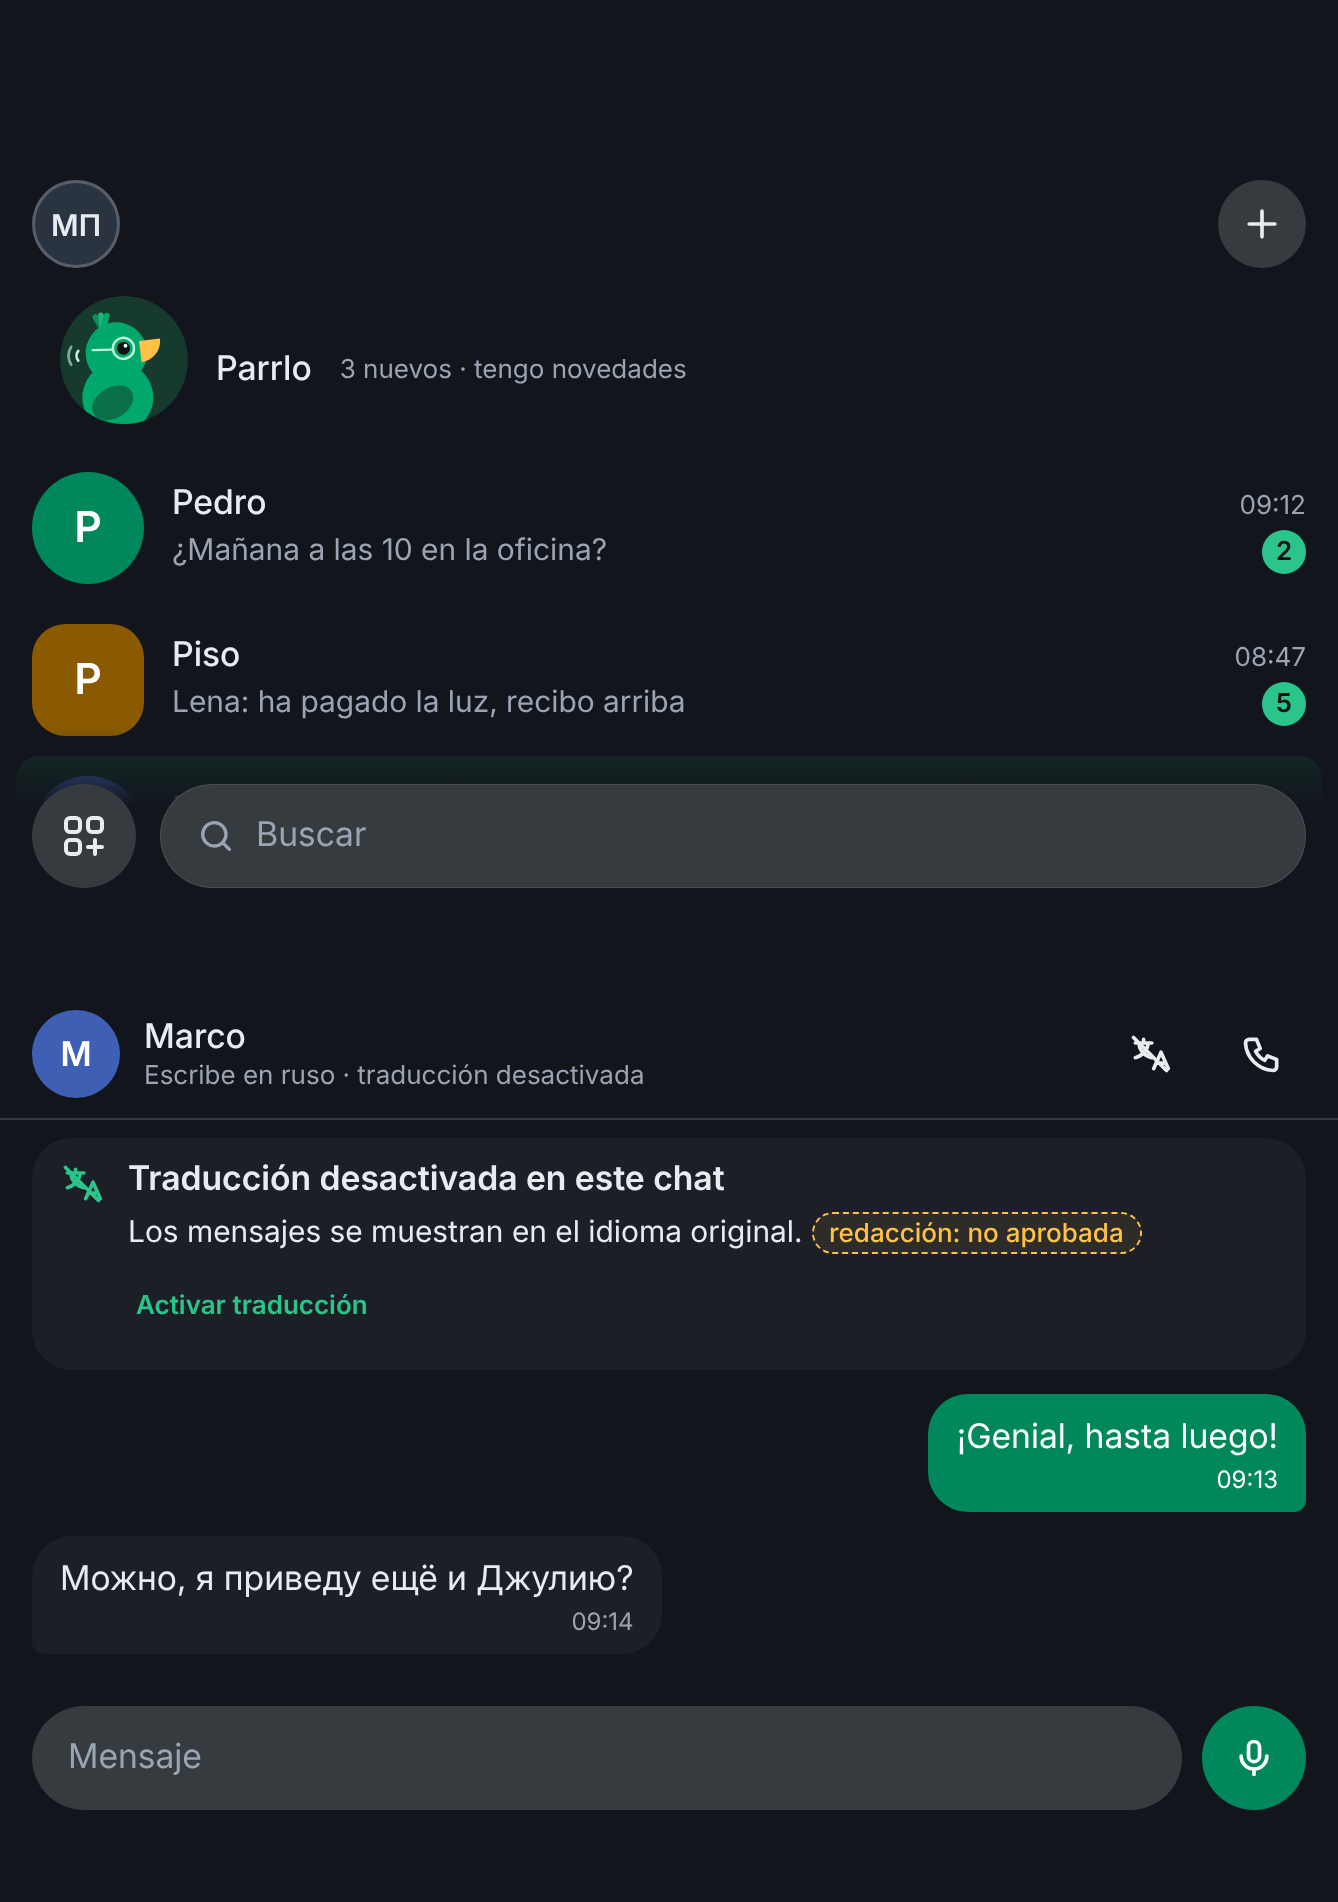 МП
Parrlo 3 nuevos · tengo novedades
P
Pedro
09:12
¿Mañana a las 10 en la oficina?
2
P
Piso
08:47
Lena: ha pagado la luz, recibo arriba
5
Buscar
M
Marco
Escribe en ruso · traducción desactivada
Traducción desactivada en este chat
Los mensajes se muestran en el idioma original. redacción: no aprobada
Activar traducción
¡Genial, hasta luego!
09:13
Можно, я приведу ещё и Джулию?
09:14
Mensaje